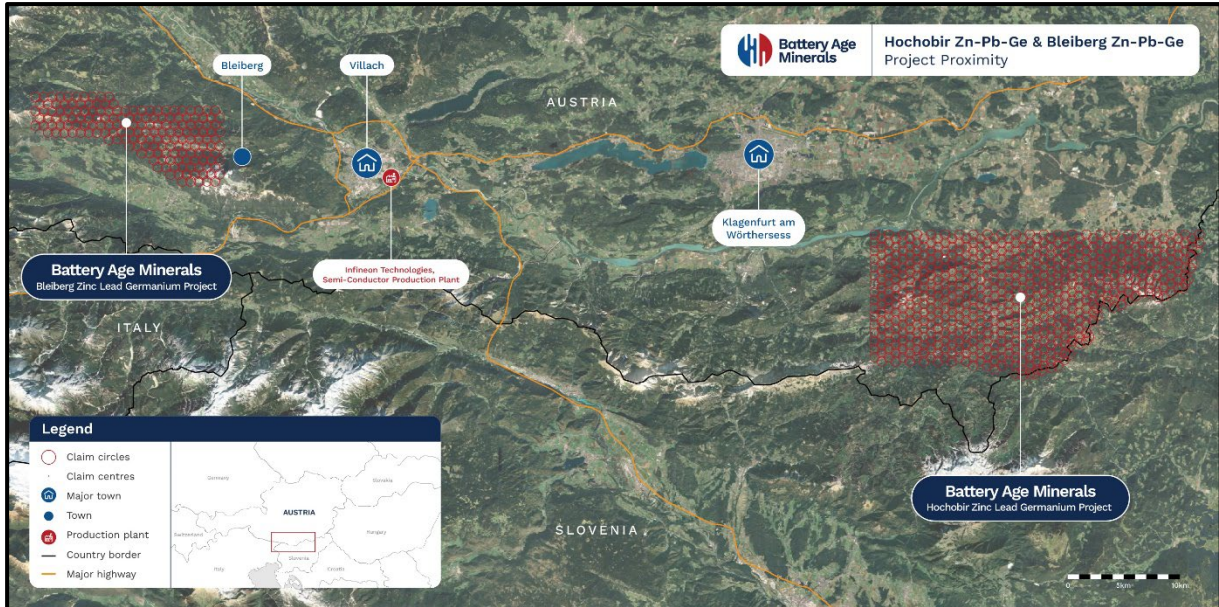 Battery Age
Minerals
Hochobir Zn-Pb-Ge & Bleiberg Zn-Pb-Ge
Project Proximity
Bleiberg
Villach
AUSTRIA
Klagenfurt am
Wörthersess
Battery Age Minerals
Bleiberg Zinc Lead Germanium Project
Infineon Technologies,
Semi-Conductor Production Plant
ITALY
SLOVENIA
Battery Age Minerals
Hochobir Zinc Lead Germanium Project
Legend
Claim circles
Claim centres
Major town
Town
Production plant
Country border
Major highway
Germany
Slovakia
AUSTRIA
Switzerland
Hungary
Slovenia
Italy
Croatia
0 5km 10km